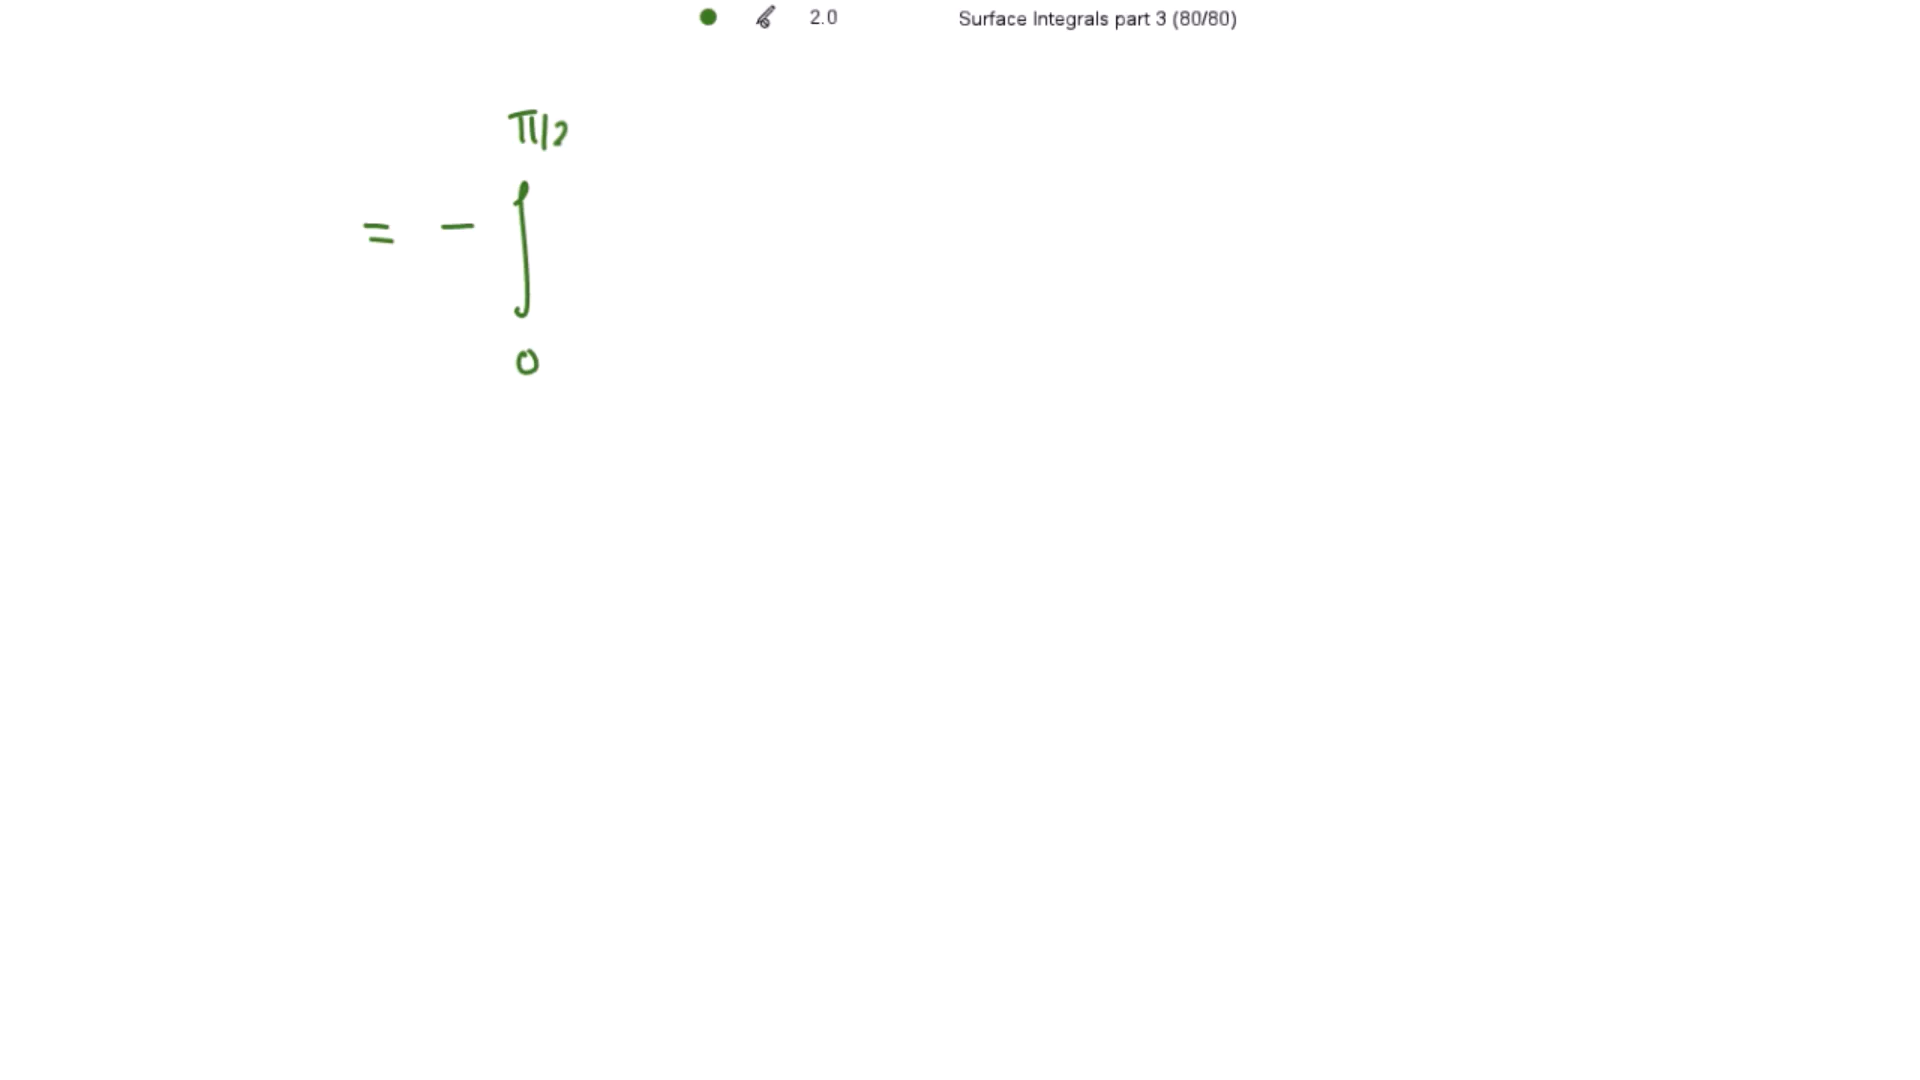 2.0 Surface Integrals part 3 (80/80)
π/2
= - ∫
0